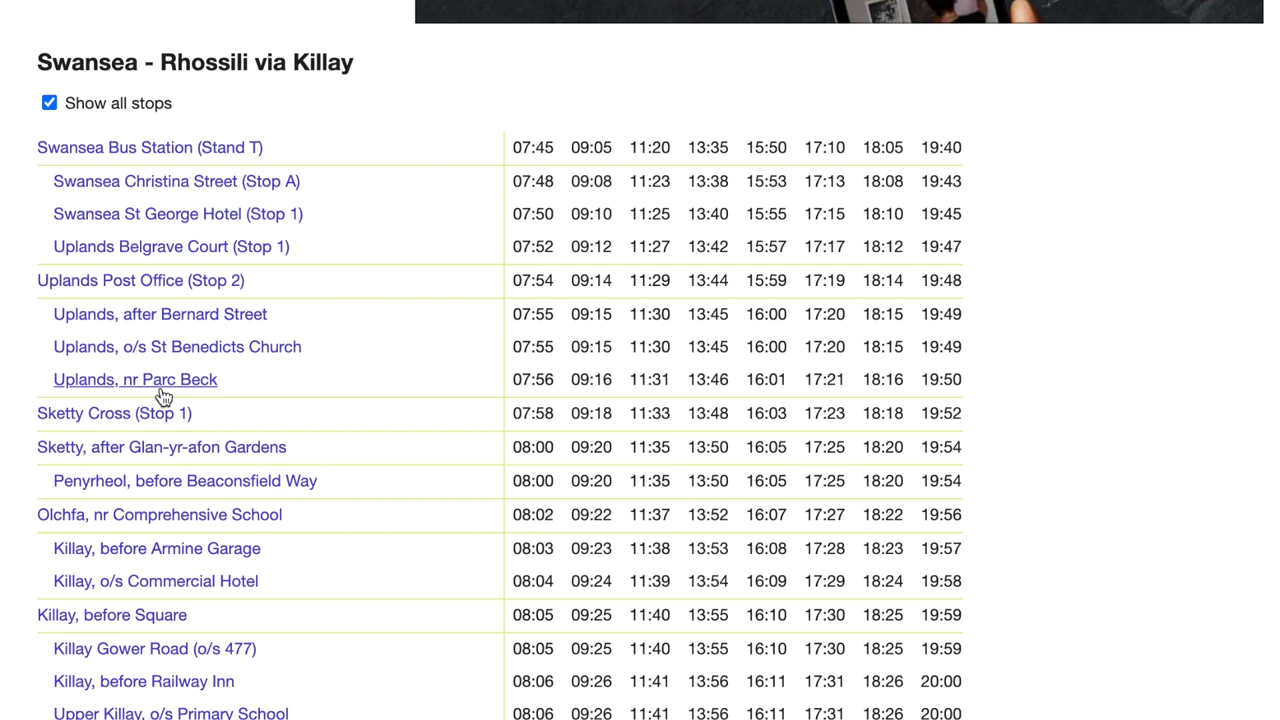 Swansea - Rhossili via Killay
Show all stops
Swansea Bus Station (Stand T) 07:45 09:05 11:20 13:35 15:50 17:10 18:05 19:40
Swansea Christina Street (Stop A) 07:48 09:08 11:23 13:38 15:53 17:13 18:08 19:43
Swansea St George Hotel (Stop 1) 07:50 09:10 11:25 13:40 15:55 17:15 18:10 19:45
Uplands Belgrave Court (Stop 1) 07:52 09:12 11:27 13:42 15:57 17:17 18:12 19:47
Uplands Post Office (Stop 2) 07:54 09:14 11:29 13:44 15:59 17:19 18:14 19:48
Uplands, after Bernard Street 07:55 09:15 11:30 13:45 16:00 17:20 18:15 19:49
Uplands, o/s St Benedicts Church 07:55 09:15 11:30 13:45 16:00 17:20 18:15 19:49
Uplands, nr Parc Beck 07:56 09:16 11:31 13:46 16:01 17:21 18:16 19:50
Sketty Cross (Stop 1) 07:58 09:18 11:33 13:48 16:03 17:23 18:18 19:52
Sketty, after Glan-yr-afon Gardens 08:00 09:20 11:35 13:50 16:05 17:25 18:20 19:54
Penyrheol, before Beaconsfield Way 08:00 09:20 11:35 13:50 16:05 17:25 18:20 19:54
Olchfa, nr Comprehensive School 08:02 09:22 11:37 13:52 16:07 17:27 18:22 19:56
Killay, before Armine Garage 08:03 09:23 11:38 13:53 16:08 17:28 18:23 19:57
Killay, o/s Commercial Hotel 08:04 09:24 11:39 13:54 16:09 17:29 18:24 19:58
Killay, before Square 08:05 09:25 11:40 13:55 16:10 17:30 18:25 19:59
Killay Gower Road (o/s 477) 08:05 09:25 11:40 13:55 16:10 17:30 18:25 19:59
Killay, before Railway Inn 08:06 09:26 11:41 13:56 16:11 17:31 18:26 20:00
Upper Killay, o/s Primary School 08:06 09:26 11:41 13:56 16:11 17:31 18:26 20:00